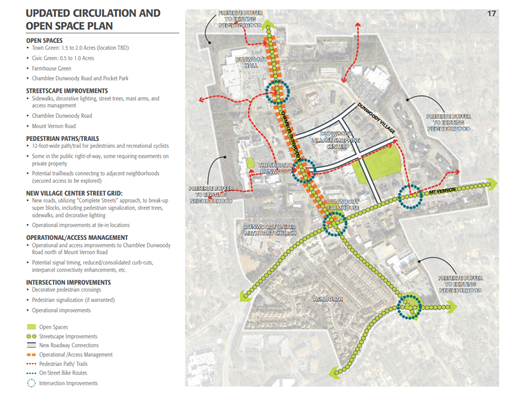 UPDATED CIRCULATION AND
OPEN SPACE PLAN
17
OPEN SPACES
• Town Green: 1.5 to 2.0 Acres (location TBD)
• Civic Green: 0.5 to 1.0 Acres
• Farmhouse Green
• Chamblee Dunwoody Road and Pocket Park
STREETSCAPE IMPROVEMENTS
• Sidewalks, decorative lighting, street trees, mast arms, and
access management
• Chamblee Dunwoody Road
• Mount Vernon Road
PEDESTRIAN PATHS/TRAILS
• 12-foot wide path/trail for pedestrians and recreational cyclists
• Some in the public right-of-way, some requiring easements on
private property
• Potential trailheads connecting to adjacent neighborhoods
(secured access to be explored)
NEW VILLAGE CENTER STREET GRID:
• New roads, utilizing "Complete Streets" approach, to break-up
super blocks, including pedestrian signalization, street trees,
sidewalks, and decorative lighting
• Operational improvements at tie-in locations
OPERATIONAL/ACCESS MANAGEMENT
• Operational and access improvements to Chamblee Dunwoody
Road north of Mount Vernon Road
• Potential signal timing, reduced/consolidated curb-cuts,
interparcel connectivity enhancements, etc.
INTERSECTION IMPROVEMENTS
• Decorative pedestrian crossings
• Pedestrian signalization (if warranted)
• Operational improvements
Open Spaces
Streetscape Improvements
New Roadway Connections
Operational /Access Management
Pedestrian Path/ Trails
On-Street Bike Routes
Intersection Improvements
PRESERVE BUFFER
TO EXISTING
NEIGHBORHOOD
DUNWOODY VILLAGE
PRESERVE BUFFER
TO EXISTING
NEIGHBORHOOD
PRESERVE BUFFER
TO EXISTING
NEIGHBORHOOD
MT VERNON
PRESERVE BUFFER
TO EXISTING
NEIGHBORHOOD